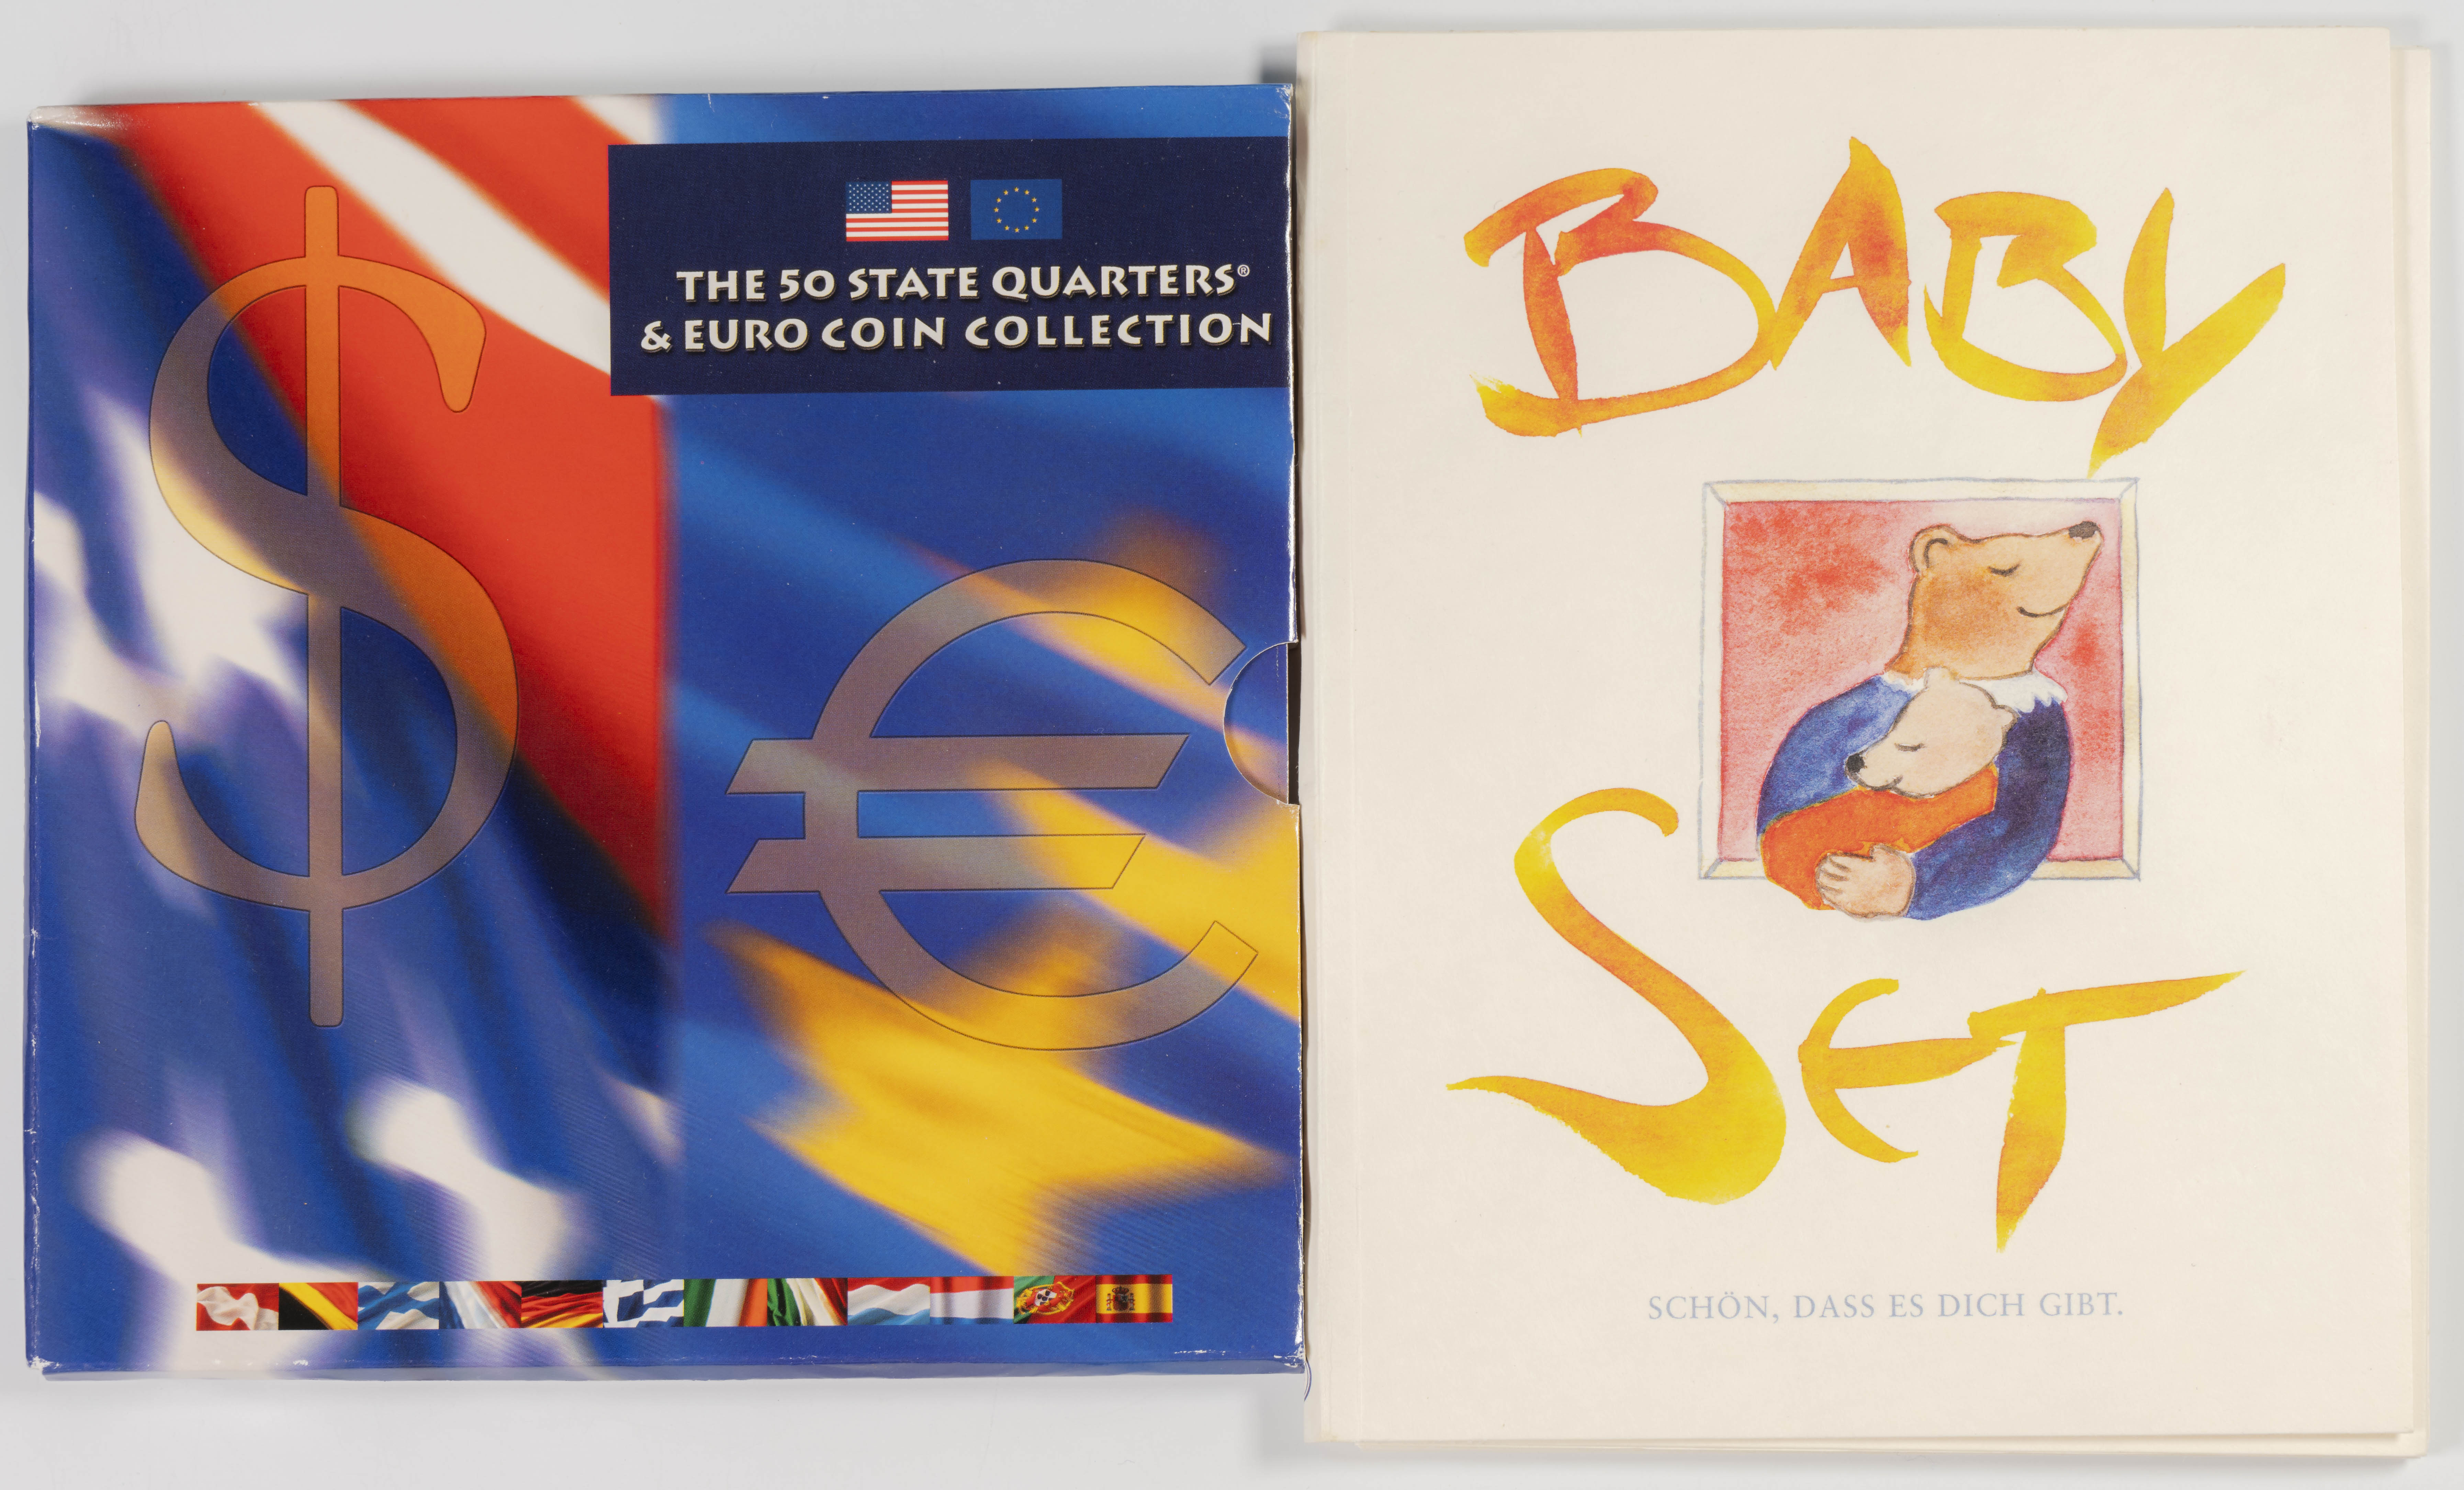 THE 50 STATE QUARTERS®
& EURO COIN COLLECTION
$
€
BABY
SET
SCHÖN, DASS ES DICH GIBT.